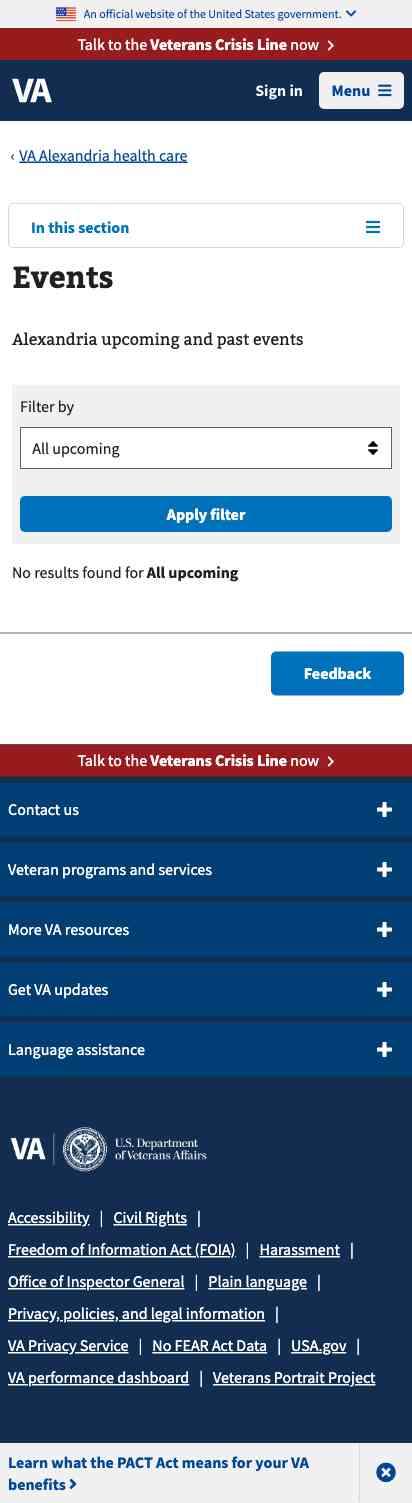 An official website of the United States government.
Talk to the Veterans Crisis Line now
VA
Sign in
Menu
‹ VA Alexandria health care
In this section
Events
Alexandria upcoming and past events
Filter by
All upcoming
Apply filter
No results found for All upcoming
Feedback
Talk to the Veterans Crisis Line now
Contact us
Veteran programs and services
More VA resources
Get VA updates
Language assistance
VA | U.S. Department
of Veterans Affairs
Accessibility | Civil Rights |
Freedom of Information Act (FOIA) | Harassment |
Office of Inspector General | Plain language |
Privacy, policies, and legal information |
VA Privacy Service | No FEAR Act Data | USA.gov |
VA performance dashboard | Veterans Portrait Project
Learn what the PACT Act means for your VA
benefits